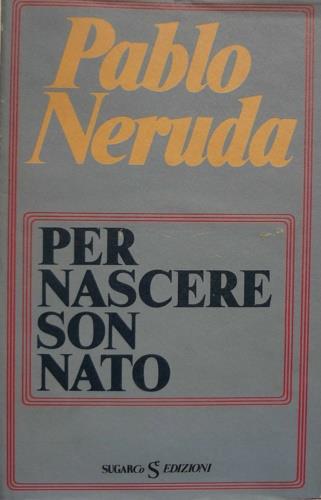 Pablo
Neruda
PER
NASCERE
SON
NATO
SUGARCo S EDIZIONI